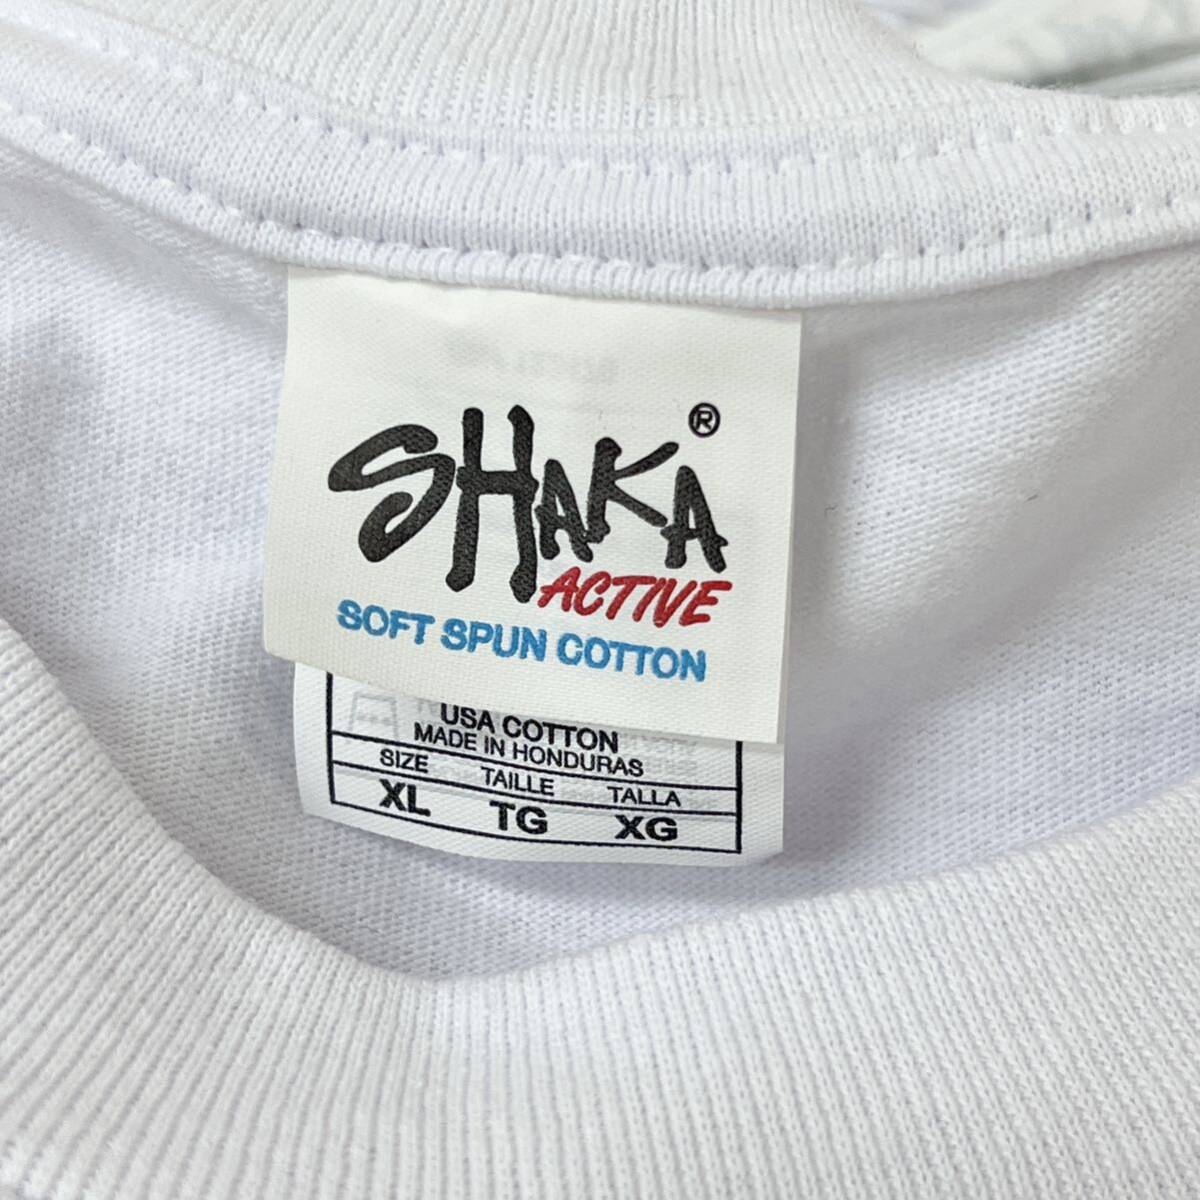 SHAKA®
ACTIVE
SOFT SPUN COTTON
USA COTTON
MADE IN HONDURAS
SIZE TAILLE TALLA
XL TG XG